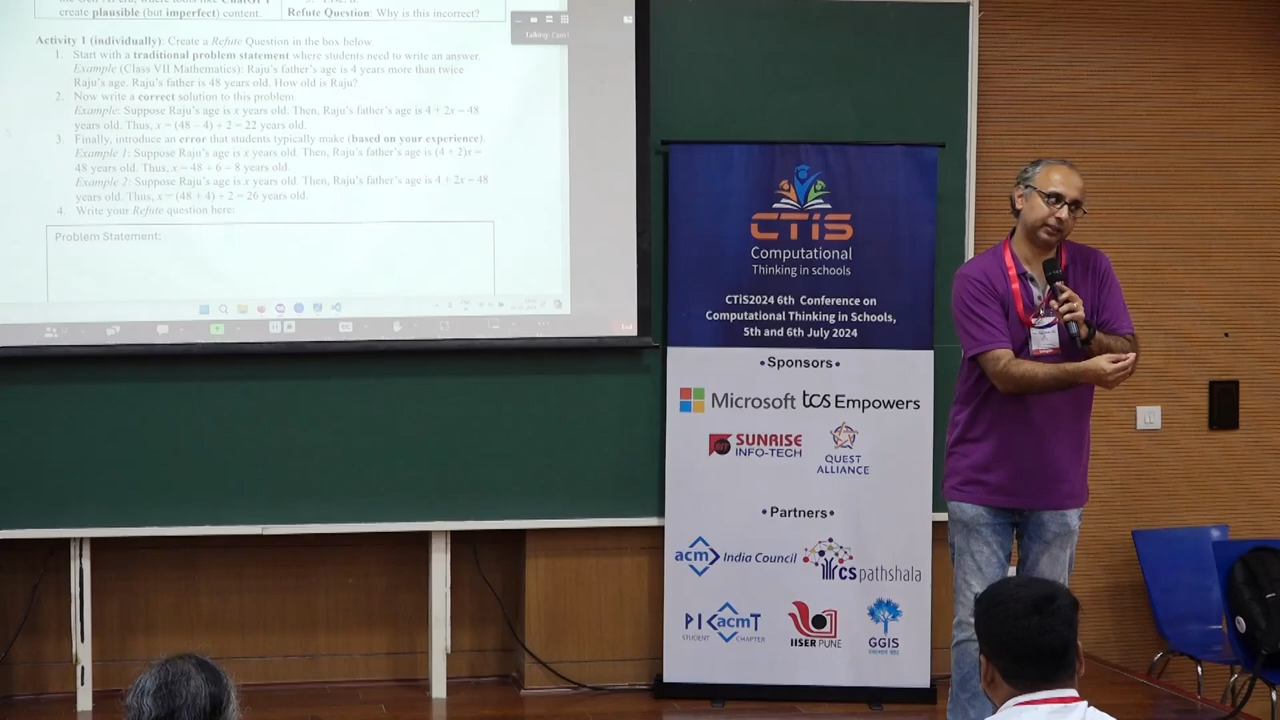 create plausible (but imperfect) content.
Refute Question: Why is this incorrect?
Activity 1 (individually): Create a Refute Question in the box below.
1. Start with a traditional problem statement where students need to write an answer
Example (Class VII Mathematics): Raju's father's age is 4 years more than twice
Raju's age. Raju's father is 48 years old. How old is Raju?
2. Now write a correct solution to this problem.
Example: Suppose Raju's age is x years old. Then, Raju's father's age is 4 + 2x = 48
years old. Thus, x = (48 – 4) ÷ 2 = 22 years old.
3. Finally, introduce an error that students typically make (based on your experience).
Example 1: Suppose Raju's age is x years old. Then, Raju's father's age is (4 + 2)x =
48 years old. Thus, x = 48 ÷ 6 = 8 years old.
Example 2: Suppose Raju's age is x years old. Then, Raju's father's age is 4 + 2x = 48
years old. Thus, x = (48 + 4) ÷ 2 = 26 years old.
4. Write your Refute question here:
Problem Statement:
CTiS
Computational
Thinking in schools
CTiS2024 6th Conference on
Computational Thinking in Schools,
5th and 6th July 2024
•Sponsors•
Microsoft tcs Empowers
SUNRISE
INFO-TECH
QUEST
ALLIANCE
•Partners•
acm India Council
CS pathshala
PICT acm
STUDENT CHAPTER
IISER PUNE
GGIS